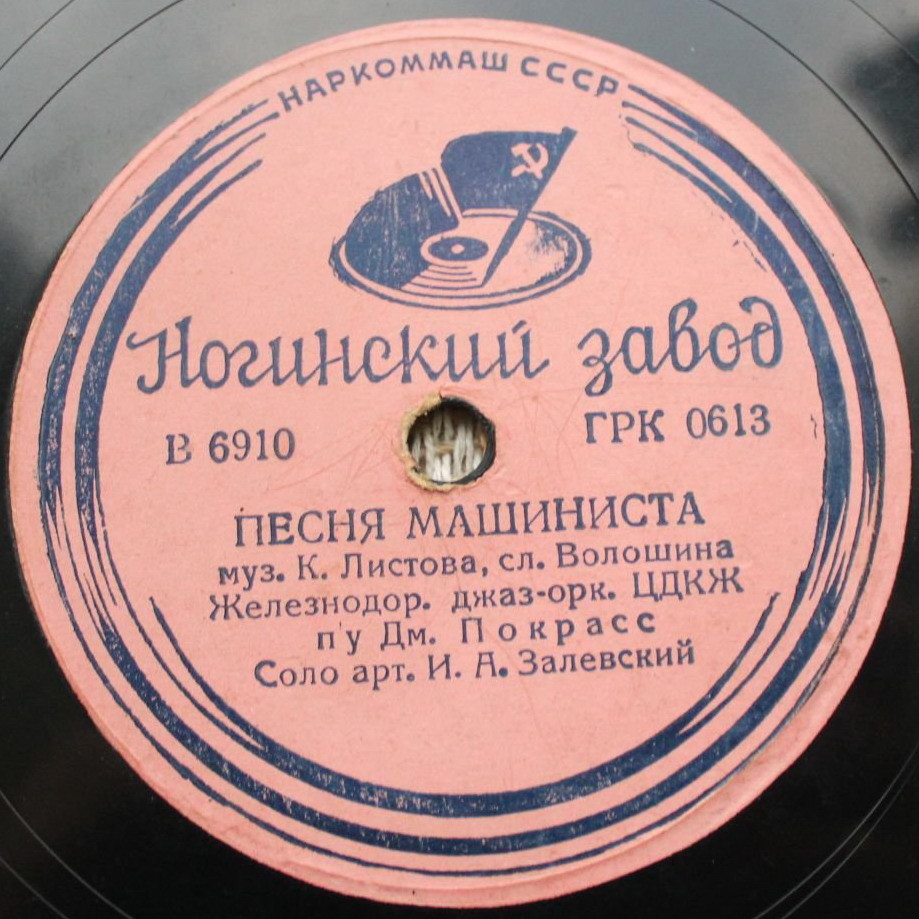 НАРКОММАШ СССР
Ногинский завод
В 6910 ГРК 0613
ПЕСНЯ МАШИНИСТА
муз. К. Листова, сл. Волошина
Железнодор. джаз-орк. ЦДКЖ
п'у Дм. Покрасс
Соло арт. И. А. Залевский